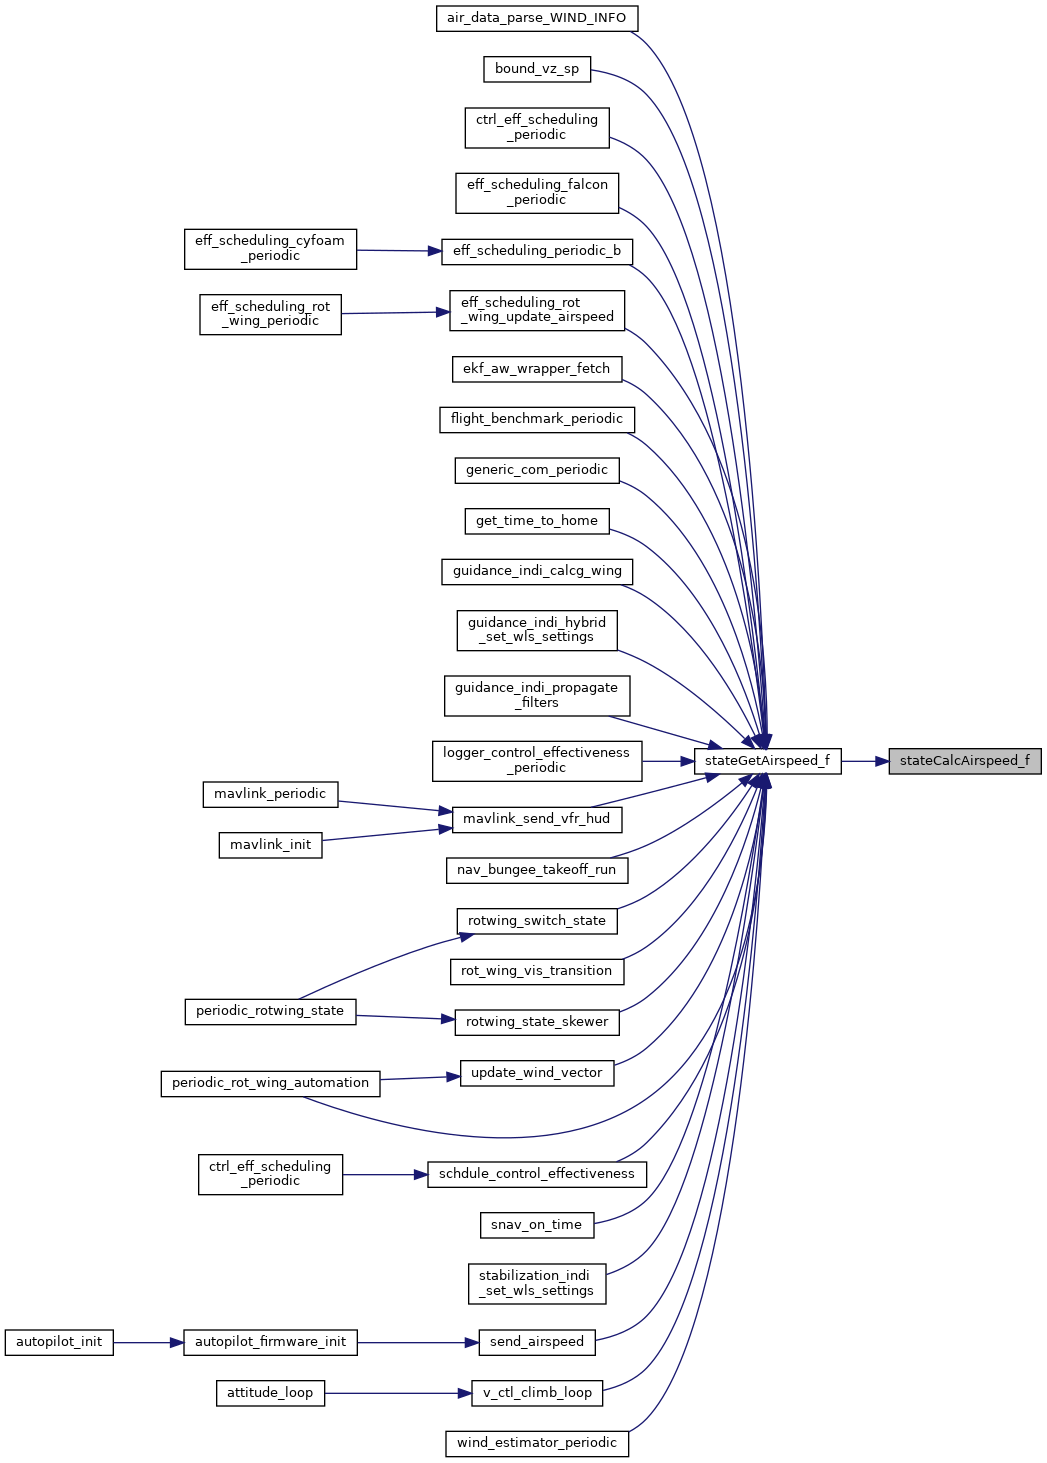 air_data_parse_WIND_INFO
bound_vz_sp
ctrl_eff_scheduling
_periodic
eff_scheduling_falcon
_periodic
eff_scheduling_cyfoam
_periodic
eff_scheduling_periodic_b
eff_scheduling_rot
_wing_periodic
eff_scheduling_rot
_wing_update_airspeed
ekf_aw_wrapper_fetch
flight_benchmark_periodic
generic_com_periodic
get_time_to_home
guidance_indi_calcg_wing
guidance_indi_hybrid
_set_wls_settings
guidance_indi_propagate
_filters
logger_control_effectiveness
_periodic
stateGetAirspeed_f
stateCalcAirspeed_f
mavlink_periodic
mavlink_send_vfr_hud
mavlink_init
nav_bungee_takeoff_run
rotwing_switch_state
rot_wing_vis_transition
periodic_rotwing_state
rotwing_state_skewer
update_wind_vector
periodic_rot_wing_automation
ctrl_eff_scheduling
_periodic
schdule_control_effectiveness
snav_on_time
stabilization_indi
_set_wls_settings
autopilot_init
autopilot_firmware_init
send_airspeed
attitude_loop
v_ctl_climb_loop
wind_estimator_periodic